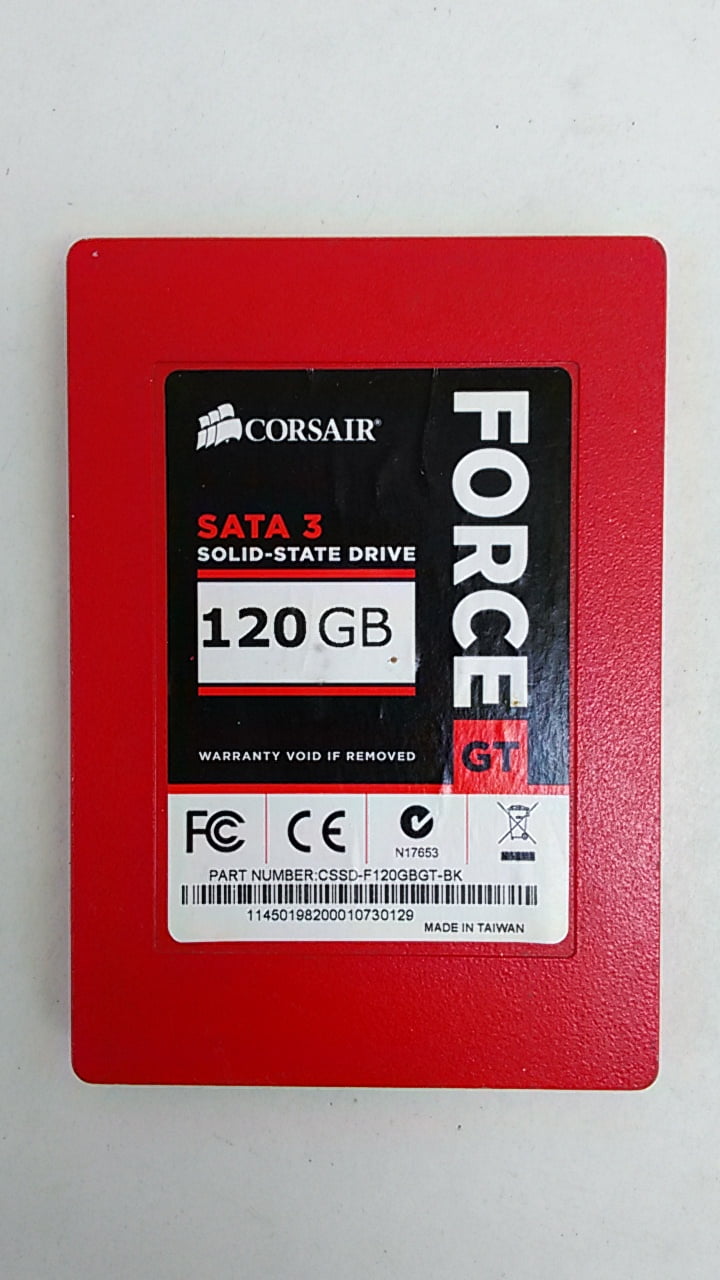 CORSAIR®
FORCE GT
SATA 3
SOLID-STATE DRIVE
120 GB
WARRANTY VOID IF REMOVED
FC CE
N17653
PART NUMBER:CSSD-F120GBGT-BK
11450198200010730129
MADE IN TAIWAN